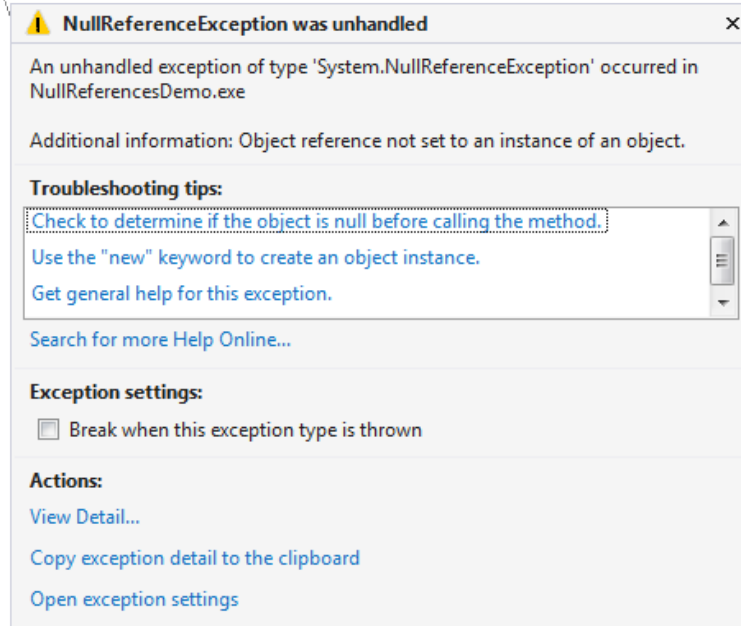 NullReferenceException was unhandled
An unhandled exception of type 'System.NullReferenceException' occurred in
NullReferencesDemo.exe
Additional information: Object reference not set to an instance of an object.
Troubleshooting tips:
Check to determine if the object is null before calling the method.
Use the "new" keyword to create an object instance.
Get general help for this exception.
Search for more Help Online...
Exception settings:
Break when this exception type is thrown
Actions:
View Detail...
Copy exception detail to the clipboard
Open exception settings